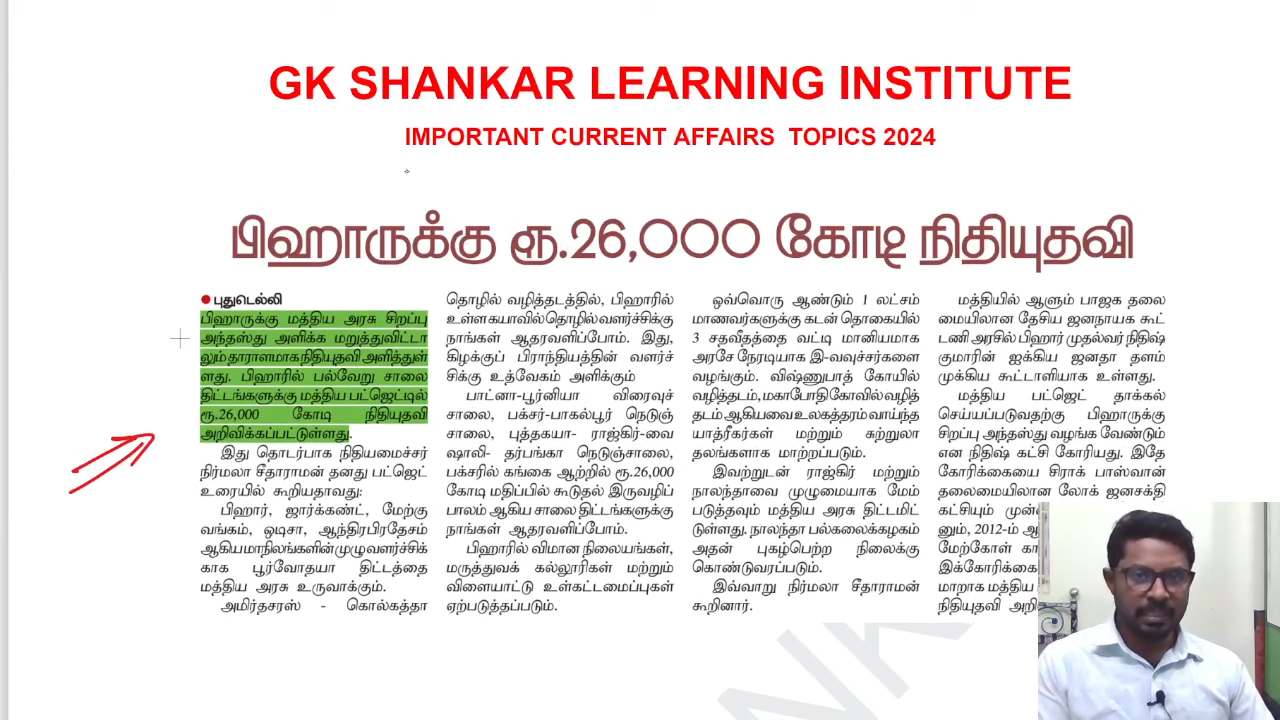 GK SHANKAR LEARNING INSTITUTE
IMPORTANT CURRENT AFFAIRS TOPICS 2024
பிஹாருக்கு ரூ.26,000 கோடி நிதியுதவி
● புதுடெல்லி
பிஹாருக்கு மத்திய அரசு சிறப்பு
அந்தஸ்து அளிக்க மறுத்துவிட்டா
லும் தாராளமாக நிதியுதவி அளித்துள்
ளது. பிஹாரில் பல்வேறு சாலை
திட்டங்களுக்கு மத்திய பட்ஜெட்டில்
ரூ.26,000 கோடி நிதியுதவி
அறிவிக்கப்பட்டுள்ளது.
இது தொடர்பாக நிதியமைச்சர்
நிர்மலா சீதாராமன் தனது பட்ஜெட்
உரையில் கூறியதாவது:
பிஹார், ஜார்க்கண்ட், மேற்கு
வங்கம், ஒடிசா, ஆந்திரபிரதேசம்
ஆகிய மாநிலங்களின் முழு வளர்ச்சிக்
காக பூர்வோதயா திட்டத்தை
மத்திய அரசு உருவாக்கும்.
அமிர்தசரஸ் - கொல்கத்தா
தொழில் வழித்தடத்தில், பிஹாரில்
உள்ள கயாவில் தொழில் வளர்ச்சிக்கு
நாங்கள் ஆதரவளிப்போம். இது,
கிழக்குப் பிராந்தியத்தின் வளர்ச்
சிக்கு உத்வேகம் அளிக்கும்
பாட்னா-பூர்னியா விரைவுச்
சாலை, பக்சர்-பாகல்பூர் நெடுஞ்
சாலை, புத்தகயா- ராஜ்கிர்-வை
ஷாலி- தர்பங்கா நெடுஞ்சாலை,
பக்சரில் கங்கை ஆற்றில் ரூ.26,000
கோடி மதிப்பில் கூடுதல் இருவழிப்
பாலம் ஆகிய சாலை திட்டங்களுக்கு
நாங்கள் ஆதரவளிப்போம்.
பிஹாரில் விமான நிலையங்கள்,
மருத்துவக் கல்லூரிகள் மற்றும்
விளையாட்டு உள்கட்டமைப்புகள்
ஏற்படுத்தப்படும்.
ஒவ்வொரு ஆண்டும் 1 லட்சம்
மாணவர்களுக்கு கடன் தொகையில்
3 சதவீதத்தை வட்டி மானியமாக
அரசே நேரடியாக இ-வவுச்சர்களை
வழங்கும். விஷ்ணுபாத் கோயில்
வழித்தடம், மகாபோதி கோவில் வழித்
தடம் ஆகியவை உலகத்தரம் வாய்ந்த
யாத்ரீகர்கள் மற்றும் சுற்றுலா
தலங்களாக மாற்றப்படும்.
இவற்றுடன் ராஜ்கிர் மற்றும்
நாலந்தாவை முழுமையாக மேம்
படுத்தவும் மத்திய அரசு திட்டமிட்
டுள்ளது. நாலந்தா பல்கலைக்கழகம்
அதன் புகழ்பெற்ற நிலைக்கு
கொண்டுவரப்படும்.
இவ்வாறு நிர்மலா சீதாராமன்
கூறினார்.
மத்தியில் ஆளும் பாஜக தலை
மையிலான தேசிய ஜனநாயக கூட்
டணி அரசில் பிஹார் முதல்வர் நிதிஷ்
குமாரின் ஐக்கிய ஜனதா தளம்
முக்கிய கூட்டாளியாக உள்ளது.
மத்திய பட்ஜெட் தாக்கல்
செய்யப்படுவதற்கு பிஹாருக்கு
சிறப்பு அந்தஸ்து வழங்க வேண்டும்
என நிதிஷ் கட்சி கோரியது. இதே
கோரிக்கையை சிராக் பாஸ்வான்
தலைமையிலான லோக் ஜனசக்தி
கட்சியும்
னும், 2012-ம்
மேற்கோள்
இக்கோரிக்கை
மாறாக மத்திய
நிதியுதவி